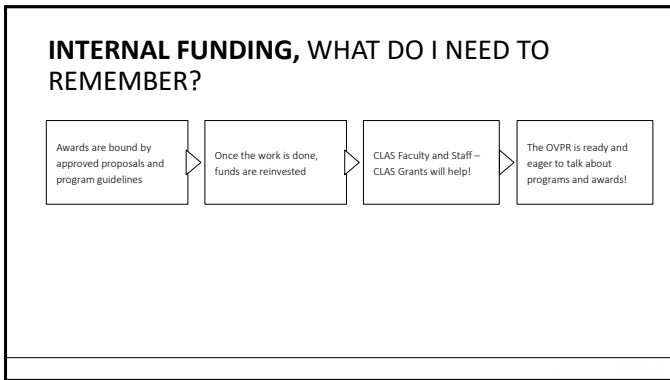 INTERNAL FUNDING, WHAT DO I NEED TO
REMEMBER?
Awards are bound by
approved proposals and
program guidelines
Once the work is done,
funds are reinvested
CLAS Faculty and Staff –
CLAS Grants will help!
The OVPR is ready and
eager to talk about
programs and awards!